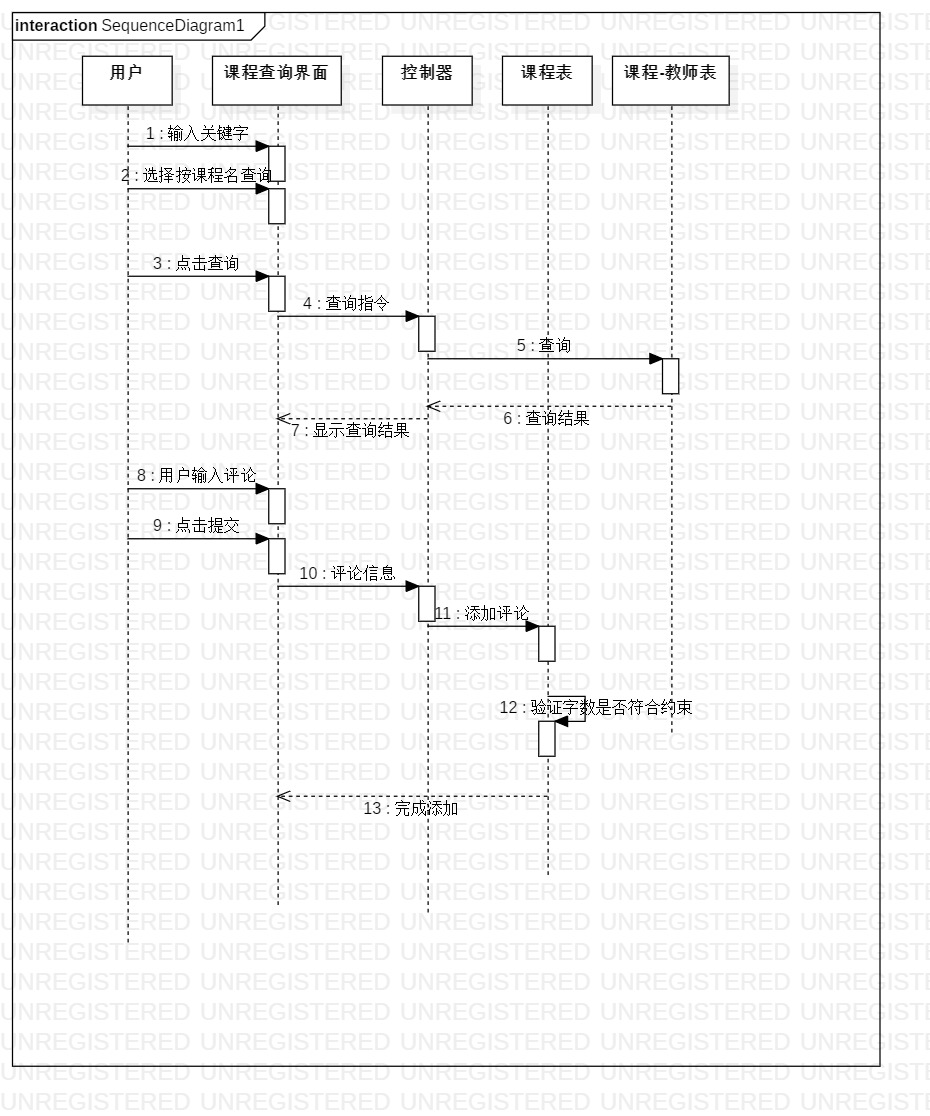 interaction SequenceDiagram1
用户
课程查询界面
控制器
课程表
课程-教师表
1 : 输入关键字
2 : 选择按课程名查询
3 : 点击查询
4 : 查询指令
5 : 查询
6 : 查询结果
7 : 显示查询结果
8 : 用户输入评论
9 : 点击提交
10 : 评论信息
11 : 添加评论
12 : 验证字数是否符合约束
13 : 完成添加
UNREGISTERED